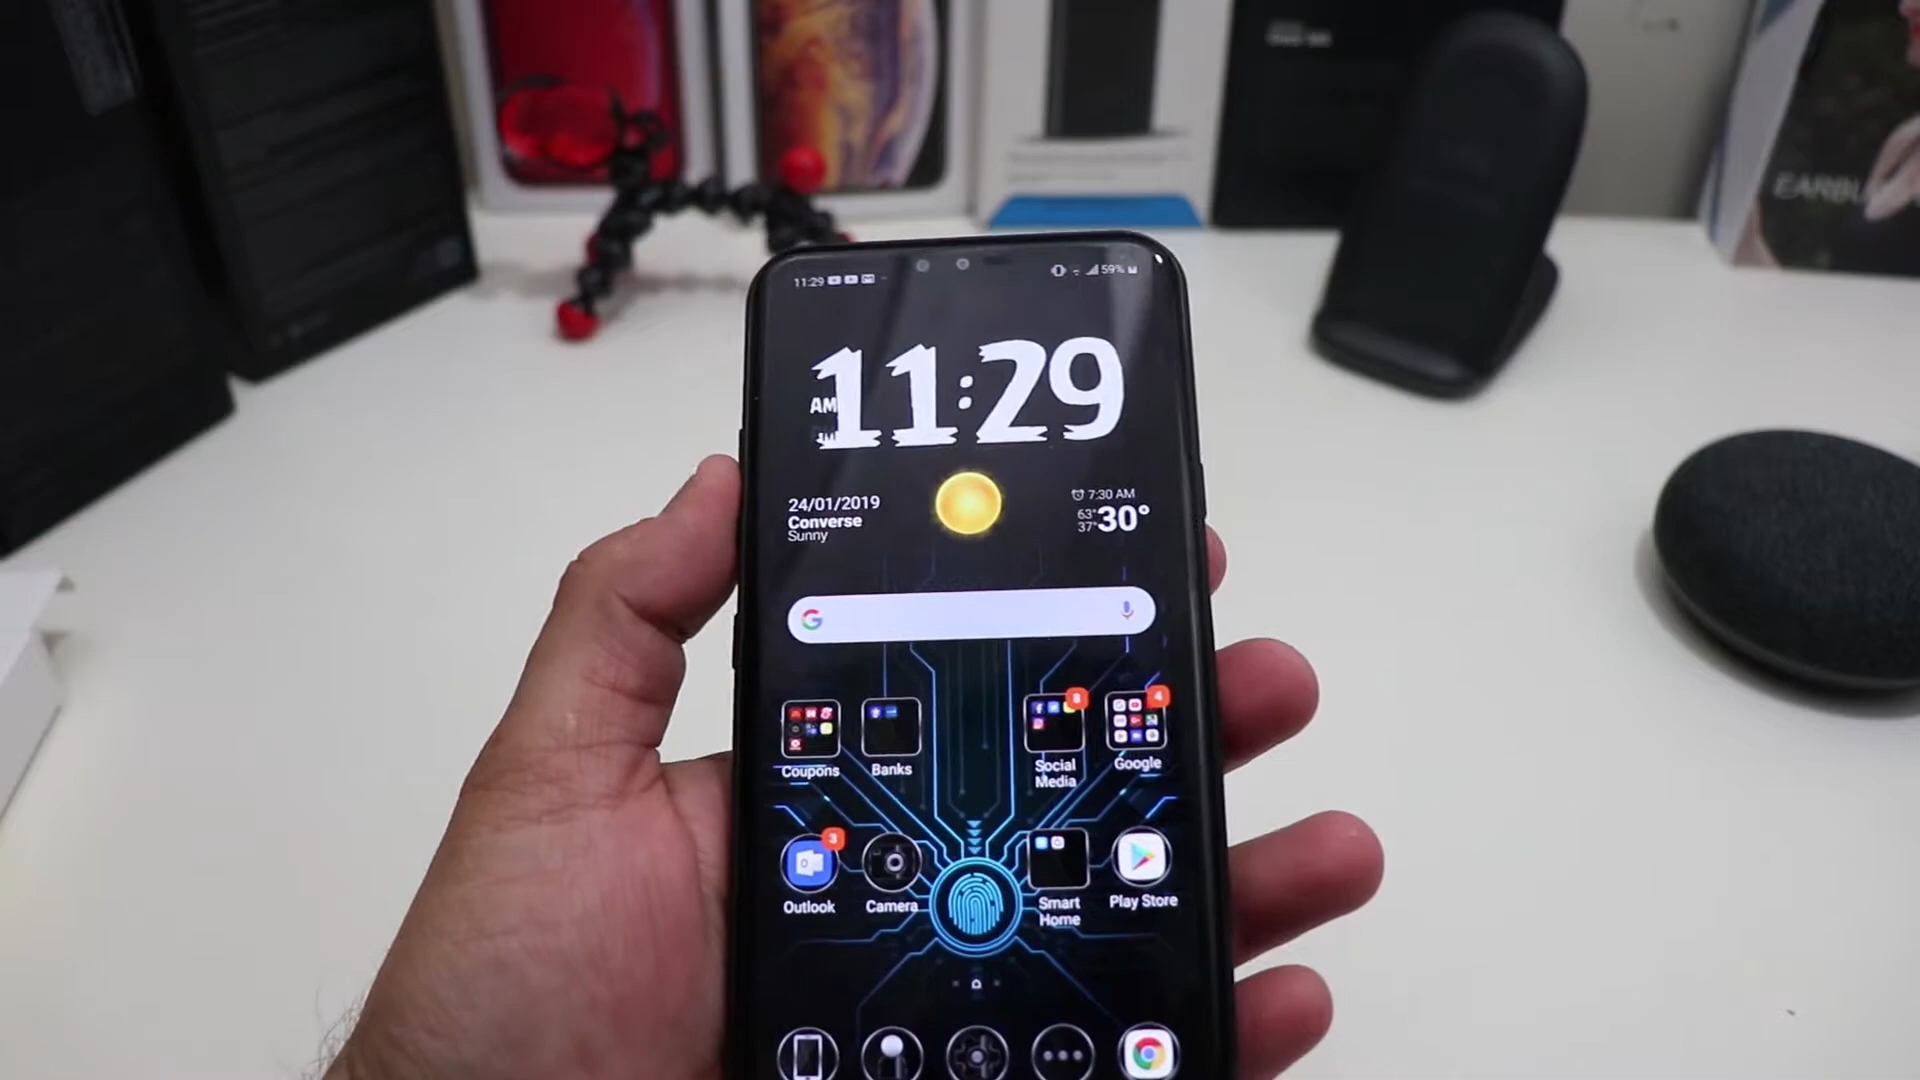 EARBU
11:29
59%
11:29
AM
24/01/2019
Converse
Sunny
7:30 AM
63°
37°
30°
G
8
4
Coupons
Banks
Social
Media
Google
3
Outlook
Camera
Smart
Home
Play Store